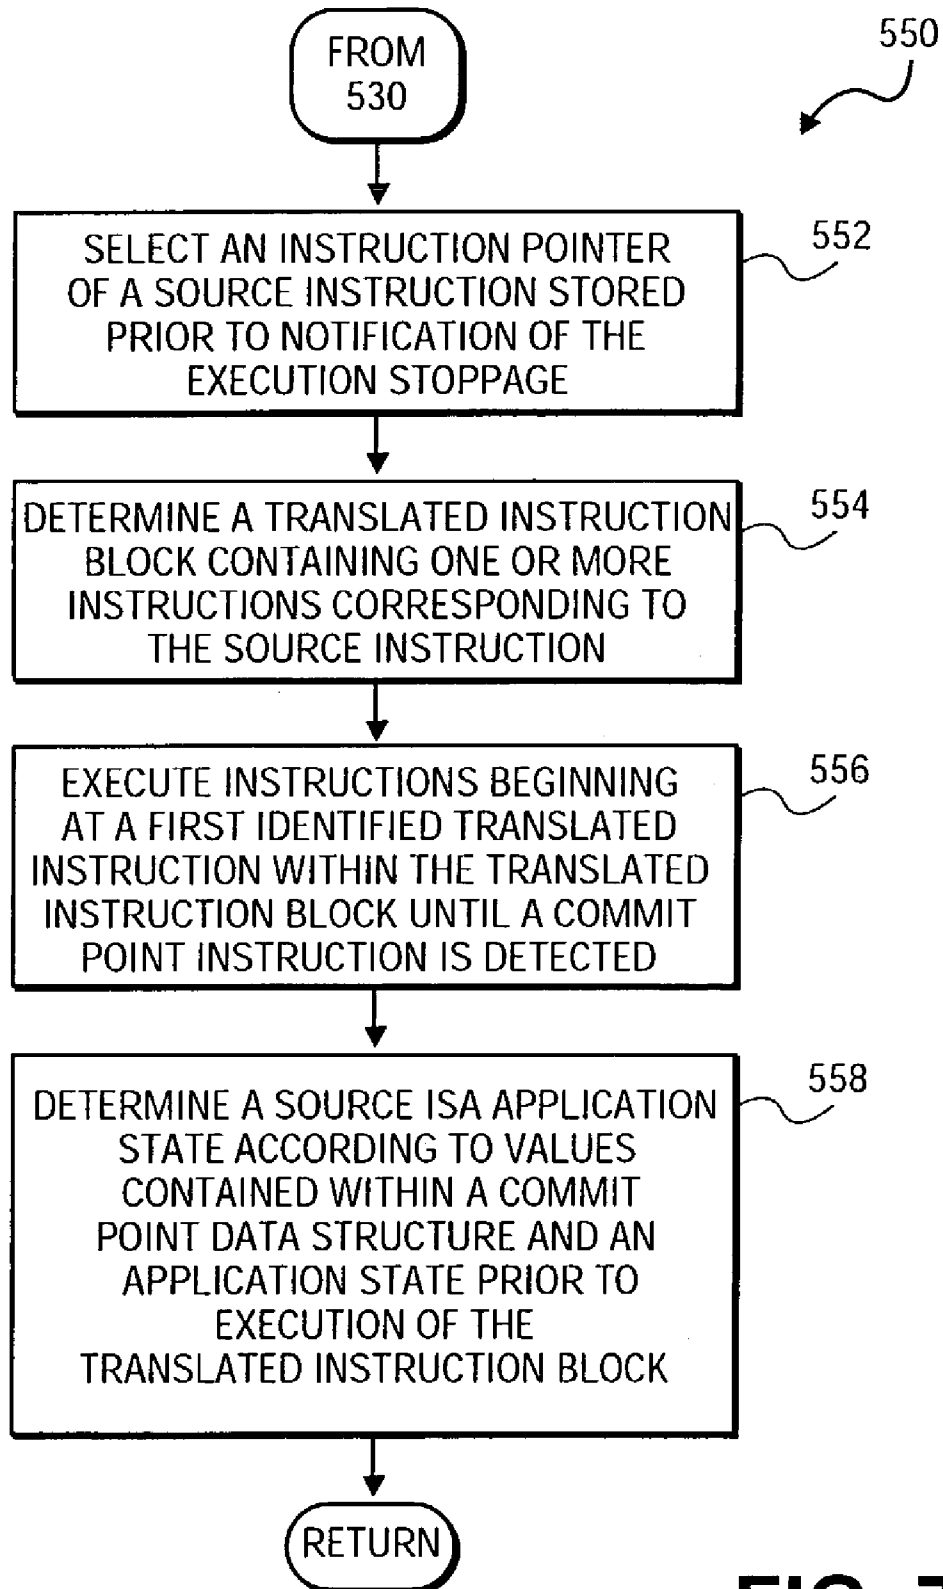 FROM
530
550
SELECT AN INSTRUCTION POINTER
OF A SOURCE INSTRUCTION STORED
PRIOR TO NOTIFICATION OF THE
EXECUTION STOPPAGE
552
DETERMINE A TRANSLATED INSTRUCTION
BLOCK CONTAINING ONE OR MORE
INSTRUCTIONS CORRESPONDING TO
THE SOURCE INSTRUCTION
554
EXECUTE INSTRUCTIONS BEGINNING
AT A FIRST IDENTIFIED TRANSLATED
INSTRUCTION WITHIN THE TRANSLATED
INSTRUCTION BLOCK UNTIL A COMMIT
POINT INSTRUCTION IS DETECTED
556
DETERMINE A SOURCE ISA APPLICATION
STATE ACCORDING TO VALUES
CONTAINED WITHIN A COMMIT
POINT DATA STRUCTURE AND AN
APPLICATION STATE PRIOR TO
EXECUTION OF THE
TRANSLATED INSTRUCTION BLOCK
558
RETURN
FIG.